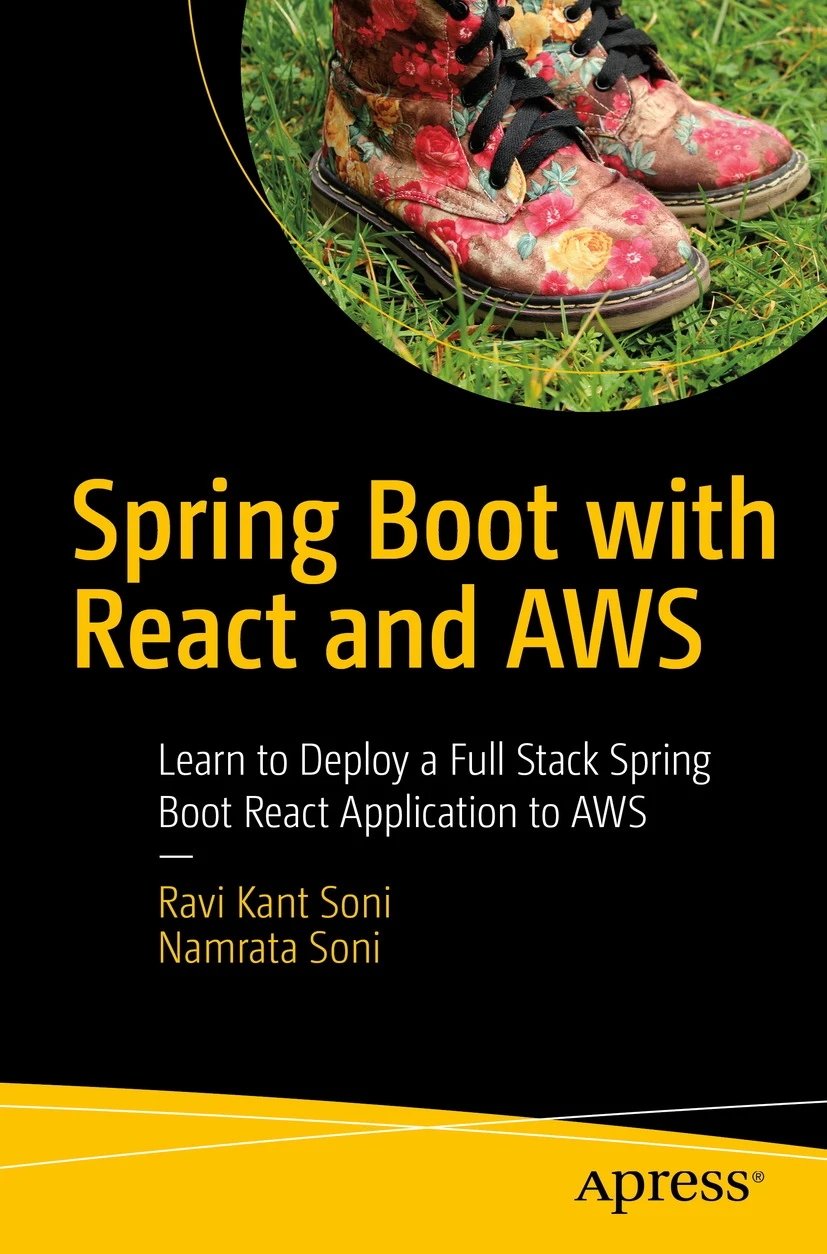 Spring Boot with
React and AWS
Learn to Deploy a Full Stack Spring
Boot React Application to AWS
—
Ravi Kant Soni
Namrata Soni
Apress®